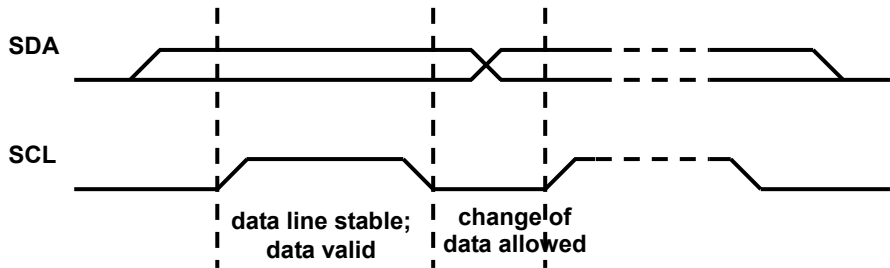 SDA
SCL
data line stable;
data valid
change of
data allowed